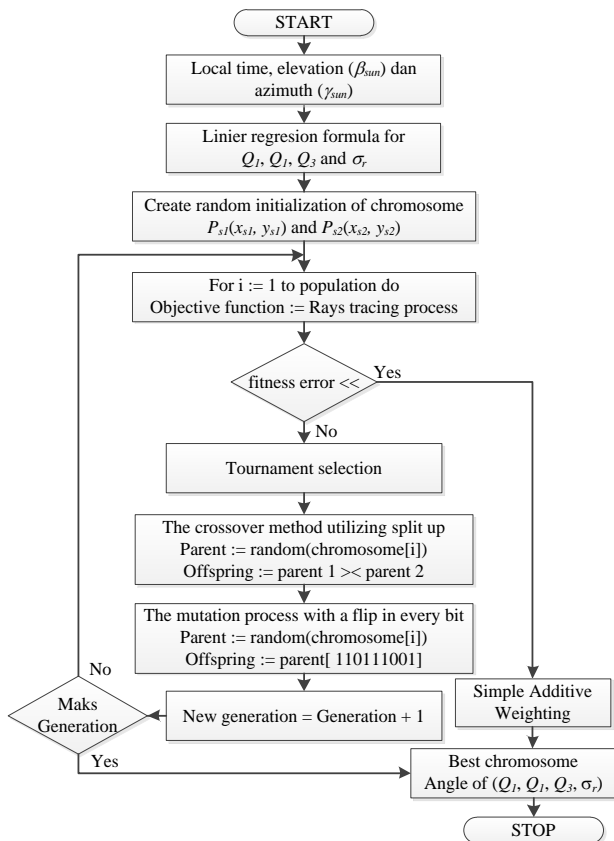 START
Local time, elevation (βsun) dan
azimuth (γsun)
Linier regresion formula for
Q1, Q1, Q3 and σr
Create random initialization of chromosome
Ps1(xs1, ys1) and Ps2(xs2, ys2)
For i := 1 to population do
Objective function := Rays tracing process
fitness error <<
Yes
No
Tournament selection
The crossover method utilizing split up
Parent := random(chromosome[i])
Offspring := parent 1 >< parent 2
The mutation process with a flip in every bit
Parent := random(chromosome[i])
Offspring := parent[ 110111001]
New generation = Generation + 1
No
Maks
Generation
Yes
Simple Additive
Weighting
Best chromosome
Angle of (Q1, Q1, Q3, σr)
STOP